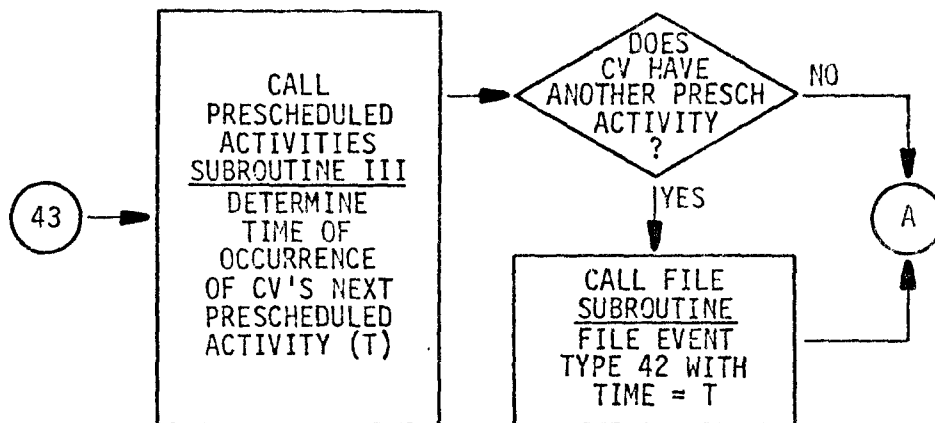 43
CALL
PRESCHEDULED
ACTIVITIES
SUBROUTINE III
DETERMINE
TIME OF
OCCURRENCE
OF CV'S NEXT
PRESCHEDULED
ACTIVITY (T)
DOES
CV HAVE
ANOTHER PRESCH
ACTIVITY
?
NO
YES
CALL FILE
SUBROUTINE
FILE EVENT
TYPE 42 WITH
TIME = T
A